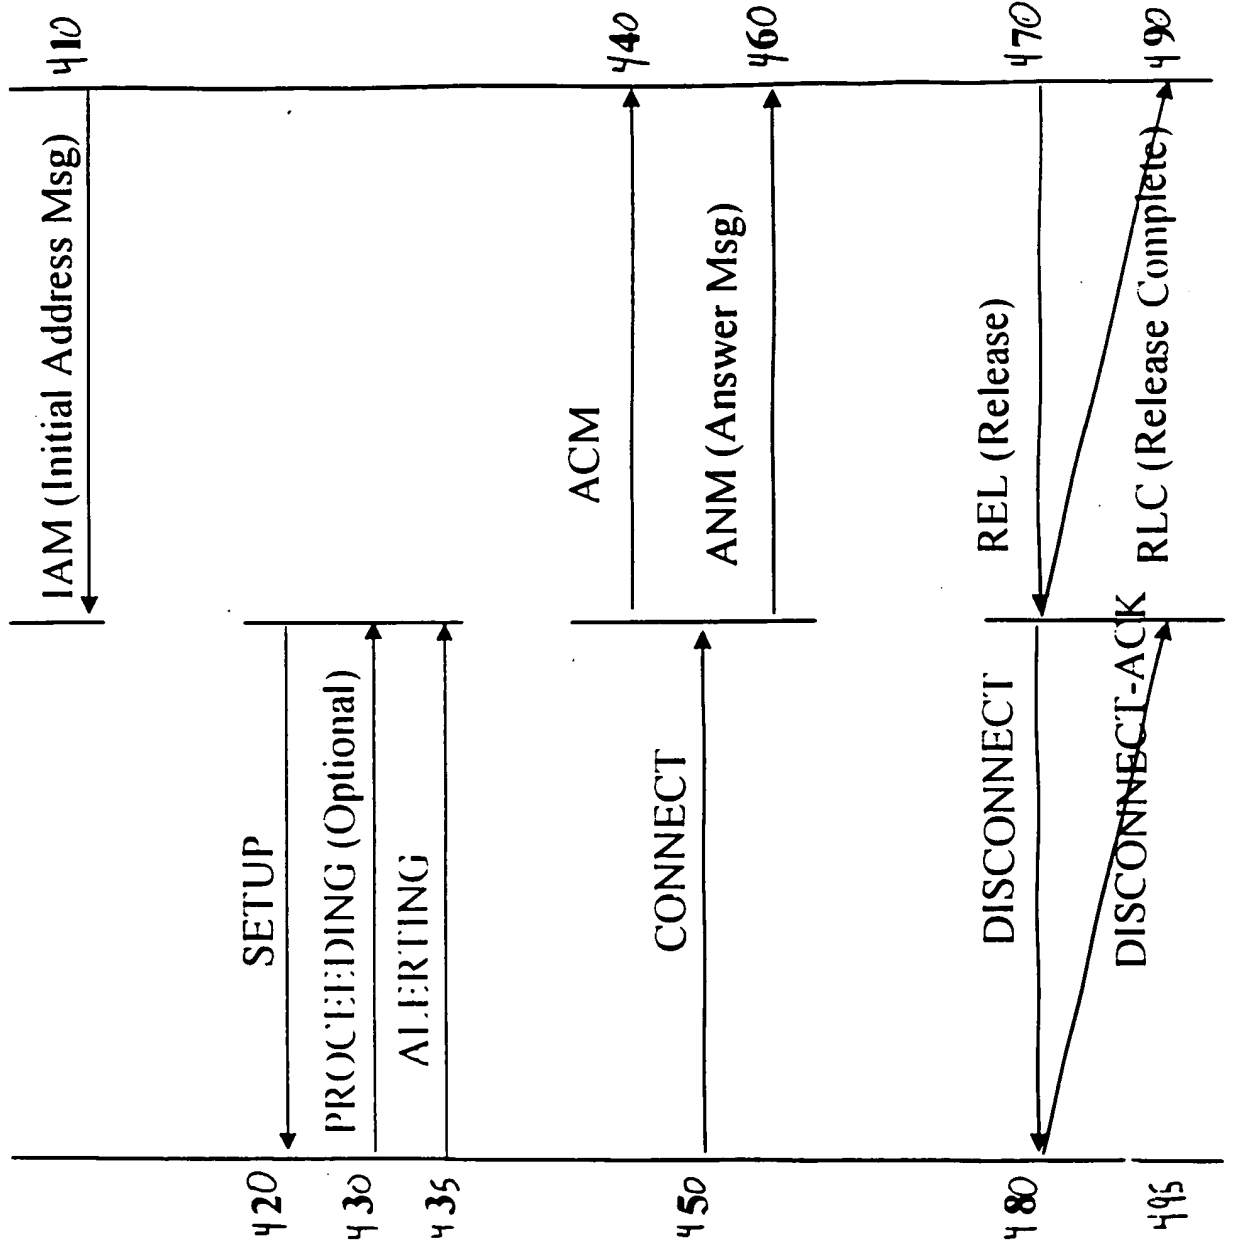 410
IAM (Initial Address Msg)
420
SETUP
430
PROCEEDING (Optional)
435
ALERTING
440
ACM
450
CONNECT
460
ANM (Answer Msg)
470
REL (Release)
480
DISCONNECT
490
RLC (Release Complete)
495
DISCONNECT-ACK